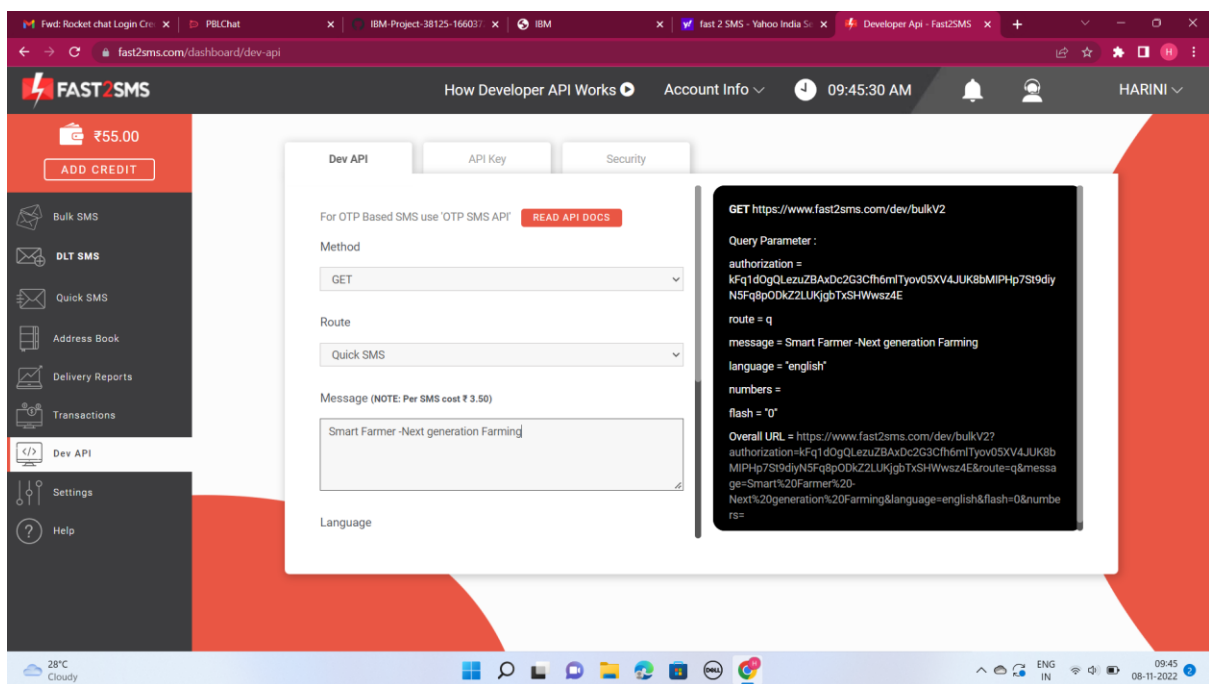 Fwd: Rocket chat Login Cre
PBLChat
IBM-Project-38125-166037
IBM
fast 2 SMS - Yahoo India Se
Developer Api - Fast2SMS
fast2sms.com/dashboard/dev-api
H
FAST2SMS
How Developer API Works
Account Info
09:45:30 AM
HARINI
₹55.00
ADD CREDIT
Bulk SMS
DLT SMS
Quick SMS
Address Book
Delivery Reports
Transactions
Dev API
Settings
Help
Dev API
API Key
Security
For OTP Based SMS use 'OTP SMS API'
READ API DOCS
Method
GET
Route
Quick SMS
Message (NOTE: Per SMS cost ₹ 3.50)
Smart Farmer -Next generation Farming
Language
GET https://www.fast2sms.com/dev/bulkV2
Query Parameter :
authorization =
kFq1dOgQLezuZBAxDc2G3Cfh6mlTyov05XV4JUK8bMIPHp7St9diy
N5Fq8pODkZ2LUKjgbTxSHWwsz4E
route = q
message = Smart Farmer -Next generation Farming
language = "english"
numbers =
flash = "0"
Overall URL = https://www.fast2sms.com/dev/bulkV2?
authorization=kFq1dOgQLezuZBAxDc2G3Cfh6mlTyov05XV4JUK8b
MIPHp7St9diyN5Fq8pODkZ2LUKjgbTxSHWwsz4E&route=q&messa
ge=Smart%20Farmer%20-
Next%20generation%20Farming&language=english&flash=0&numbe
rs=
28°C
Cloudy
DELL
ENG
IN
09:45
08-11-2022
2